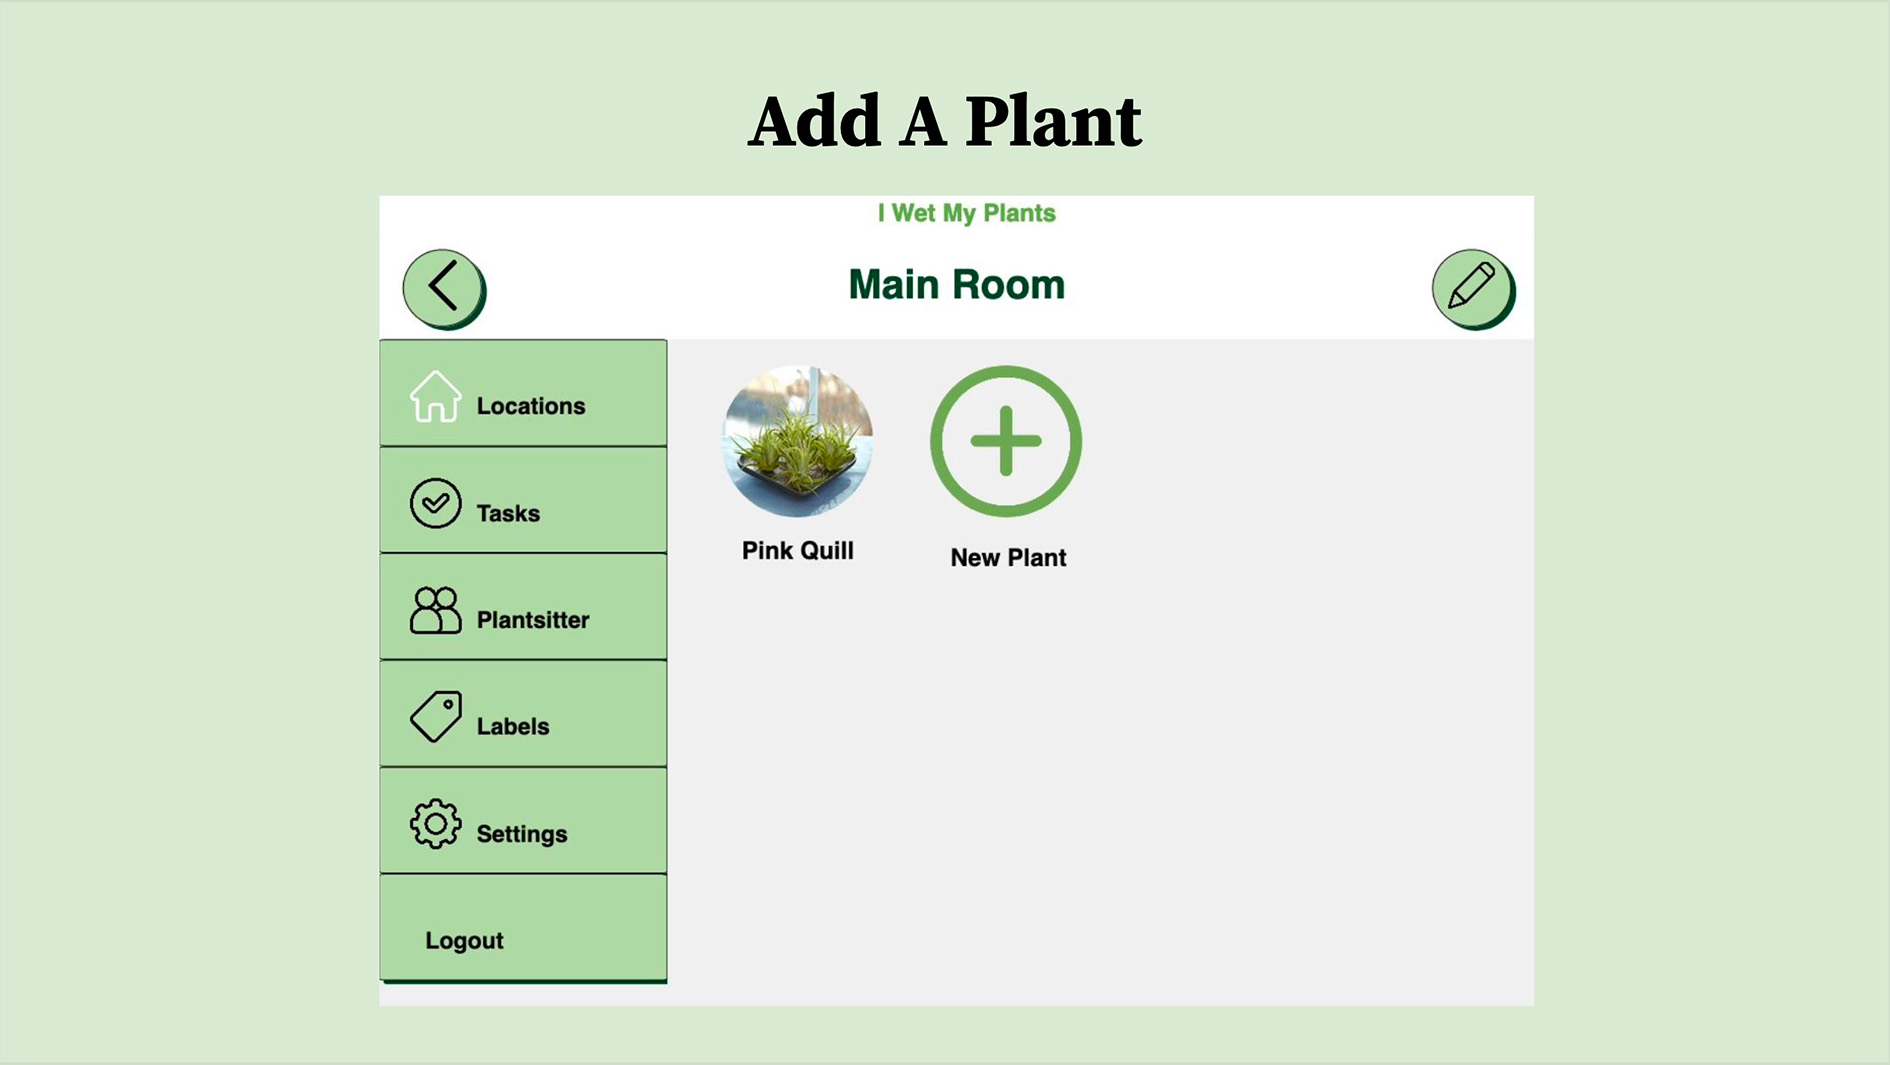 Add A Plant
I Wet My Plants
Main Room
Locations
Tasks
Plantsitter
Labels
Settings
Logout
Pink Quill
New Plant